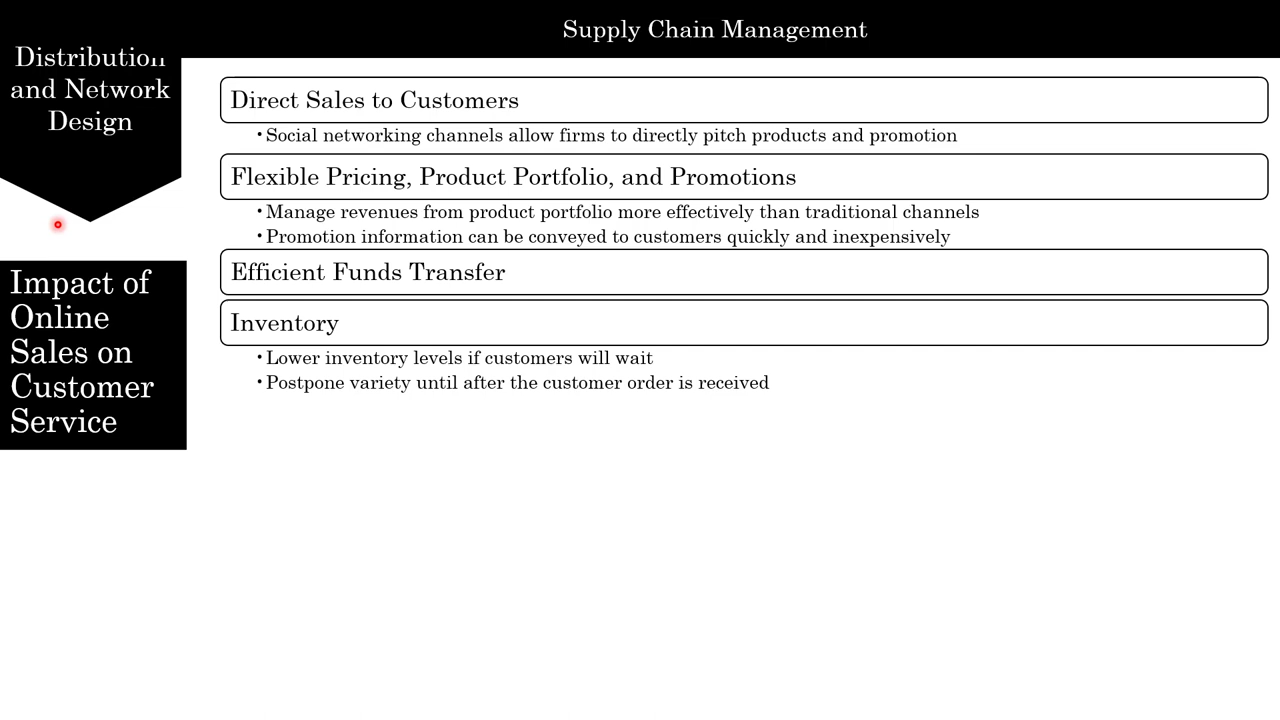 Supply Chain Management
Distribution
and Network
Design
Impact of
Online
Sales on
Customer
Service
Direct Sales to Customers
•Social networking channels allow firms to directly pitch products and promotion
Flexible Pricing, Product Portfolio, and Promotions
•Manage revenues from product portfolio more effectively than traditional channels
•Promotion information can be conveyed to customers quickly and inexpensively
Efficient Funds Transfer
Inventory
•Lower inventory levels if customers will wait
•Postpone variety until after the customer order is received